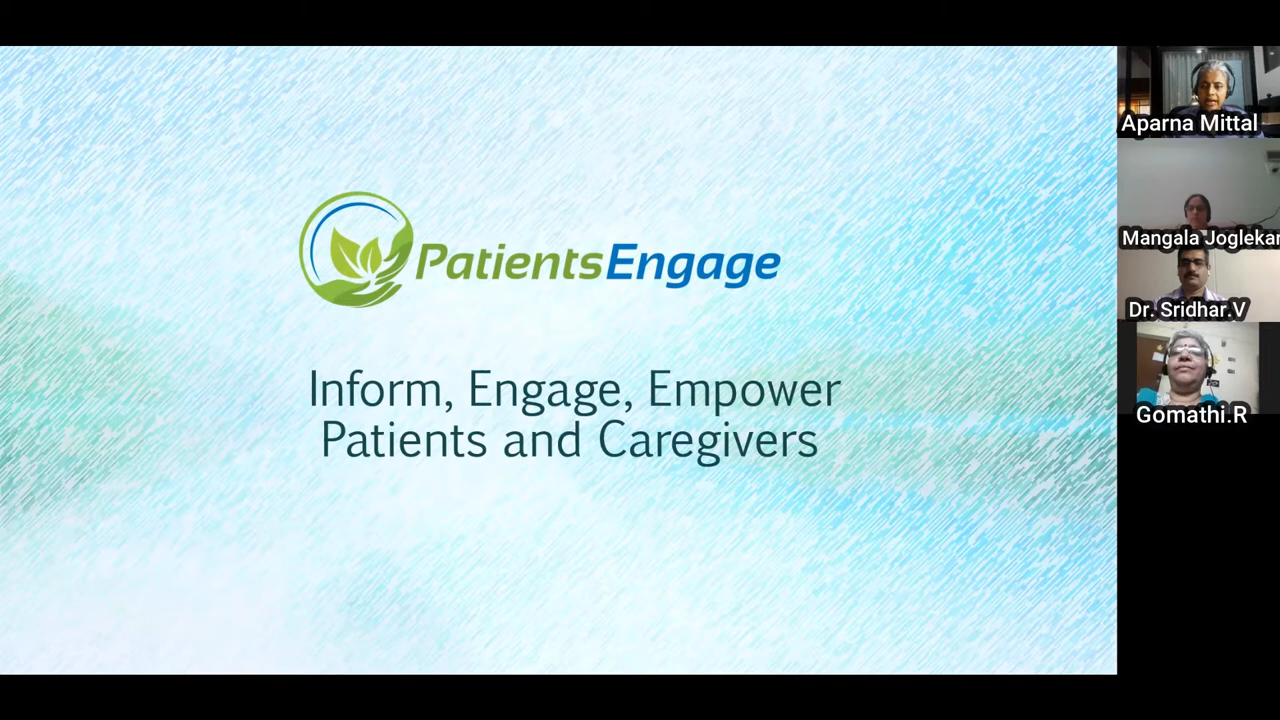 PatientsEngage
Inform, Engage, Empower
Patients and Caregivers
Aparna Mittal
Mangala Joglekar
Dr. Sridhar.V
Gomathi.R